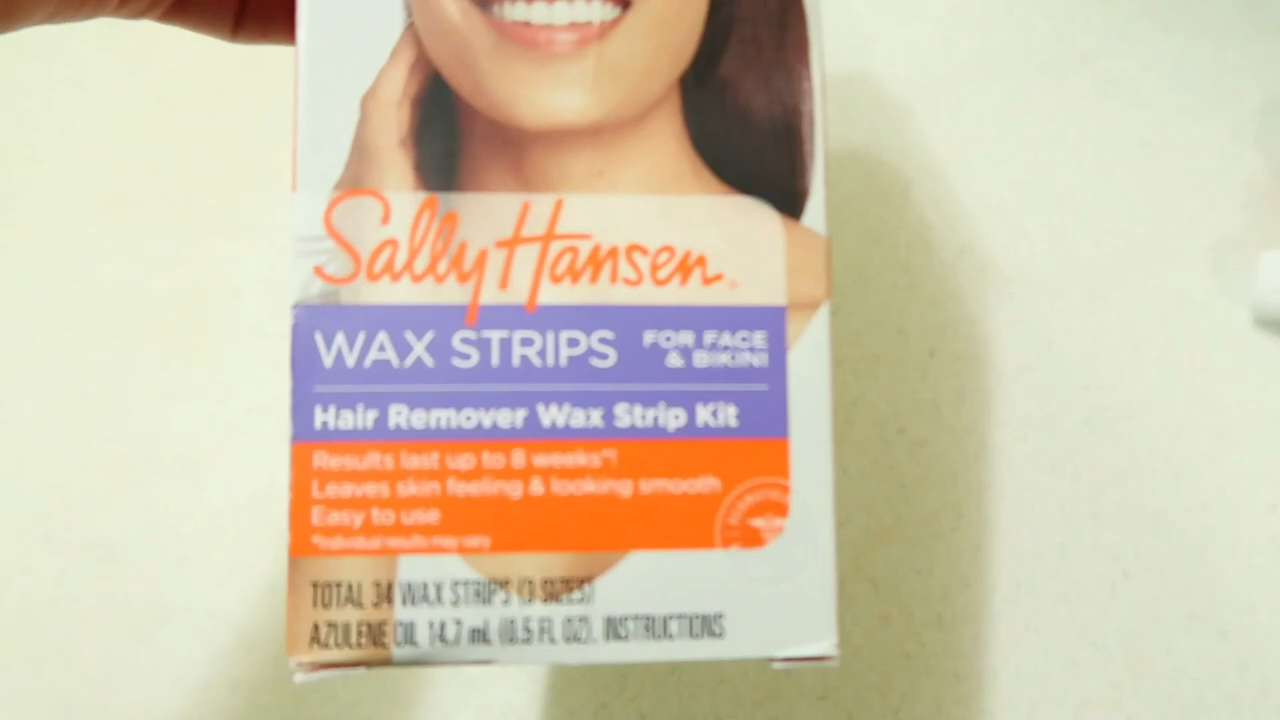 Sally Hansen
WAX STRIPS FOR FACE
& BIKINI
Hair Remover Wax Strip Kit
Results last up to 8 weeks*!
Leaves skin feeling & looking smooth
Easy to use
*Individual results may vary
TOTAL 34 WAX STRIPS (3 SIZES)
AZULENE OIL 14.7 mL (0.5 FL OZ), INSTRUCTIONS